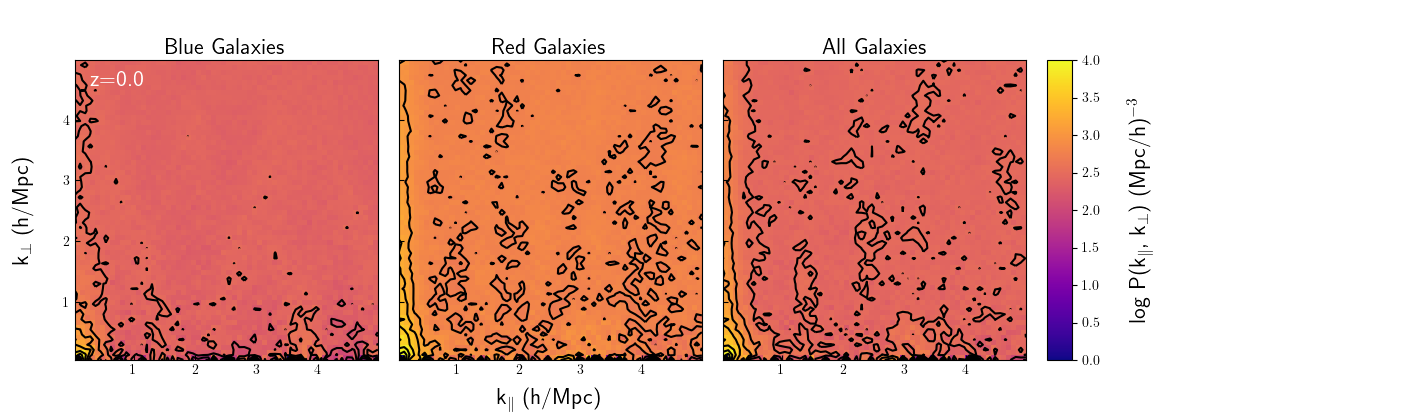 Blue Galaxies
Red Galaxies
All Galaxies
z=0.0
k⊥ (h/Mpc)
4
3
2
1
1 2 3 4
1 2 3 4
1 2 3 4
k∥ (h/Mpc)
4.0
3.5
3.0
2.5
2.0
1.5
1.0
0.5
0.0
log P(k∥, k⊥) (Mpc/h)⁻³